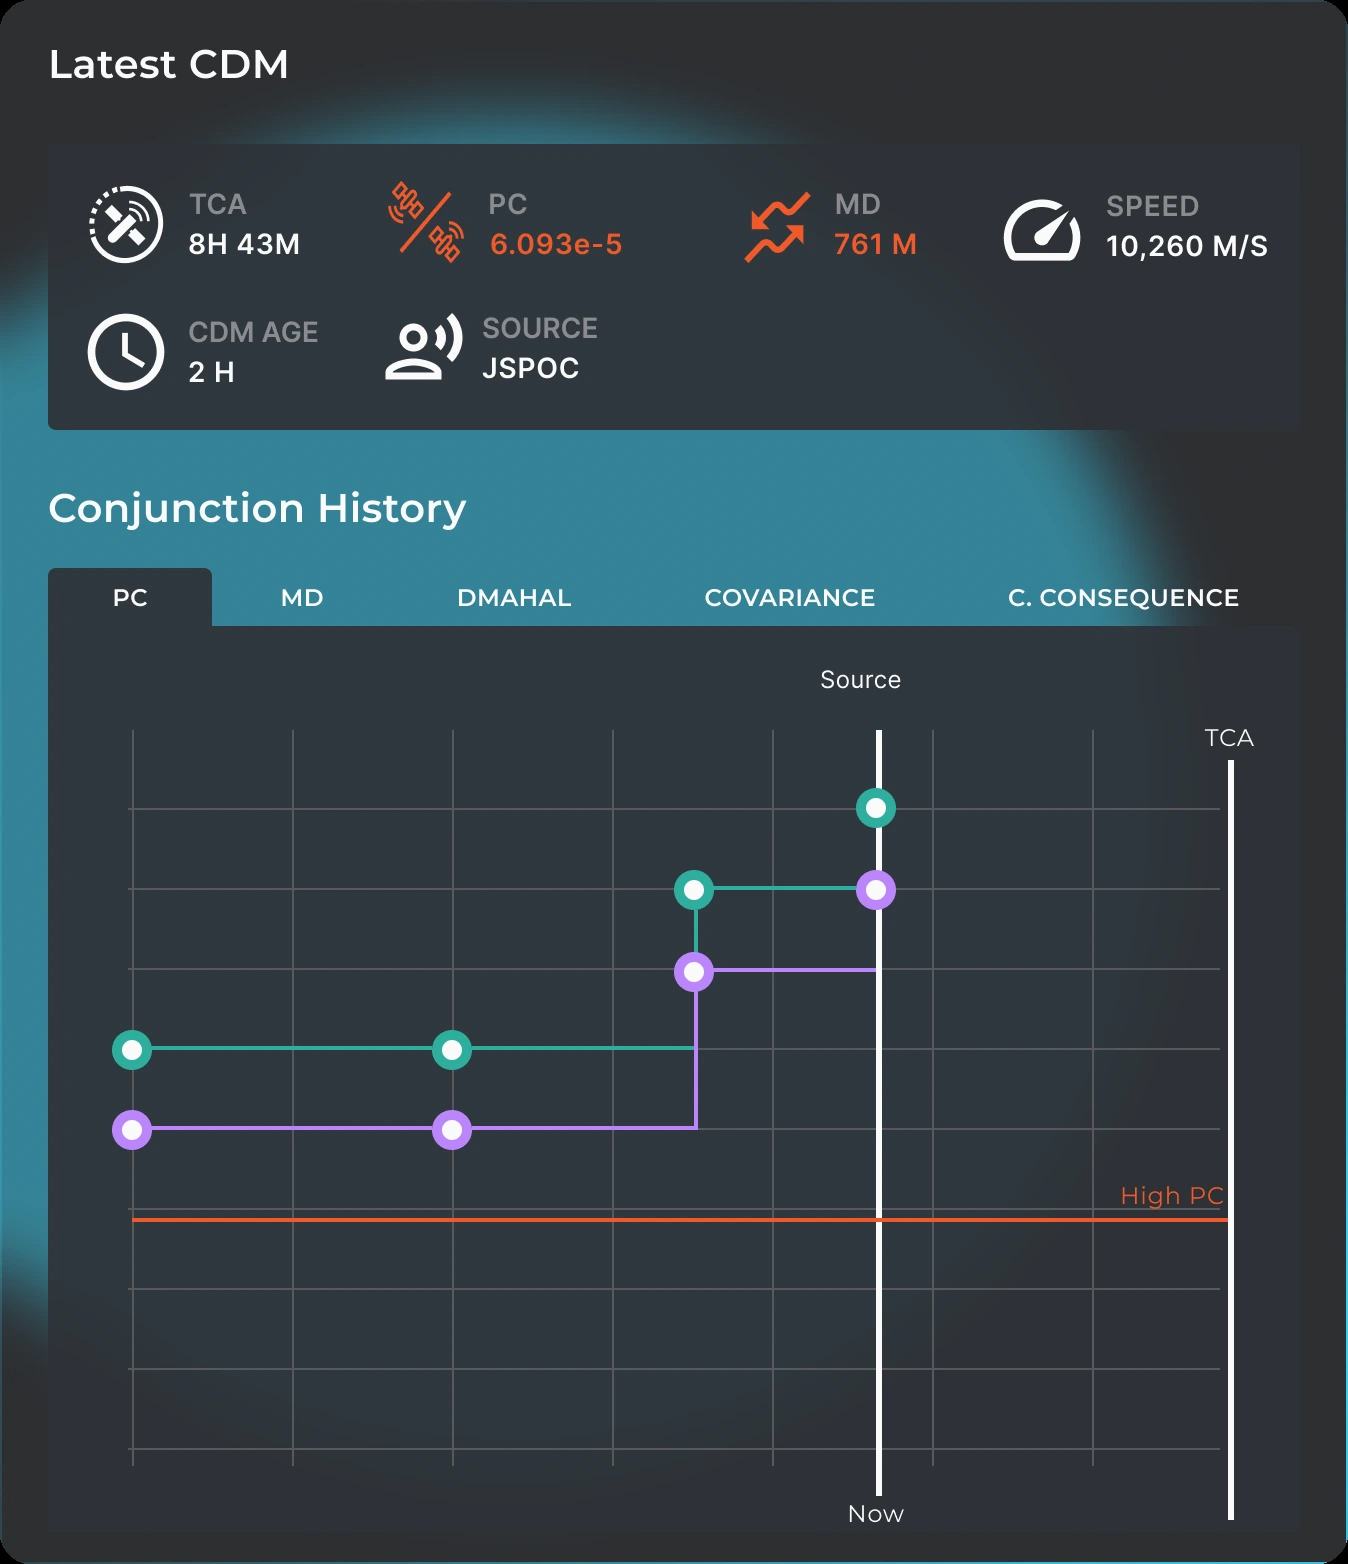 Latest CDM
TCA
8H 43M
PC
6.093e-5
MD
761 M
SPEED
10,260 M/S
CDM AGE
2 H
SOURCE
JSPOC
Conjunction History
PC MD DMAHAL COVARIANCE C. CONSEQUENCE
Source
TCA
High PC
Now